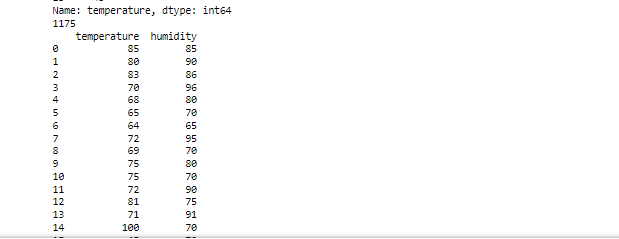 Name: temperature, dtype: int64
1175
temperature humidity
0 85 85
1 80 90
2 83 86
3 70 96
4 68 80
5 65 70
6 64 65
7 72 95
8 69 70
9 75 80
10 75 70
11 72 90
12 81 75
13 71 91
14 100 70